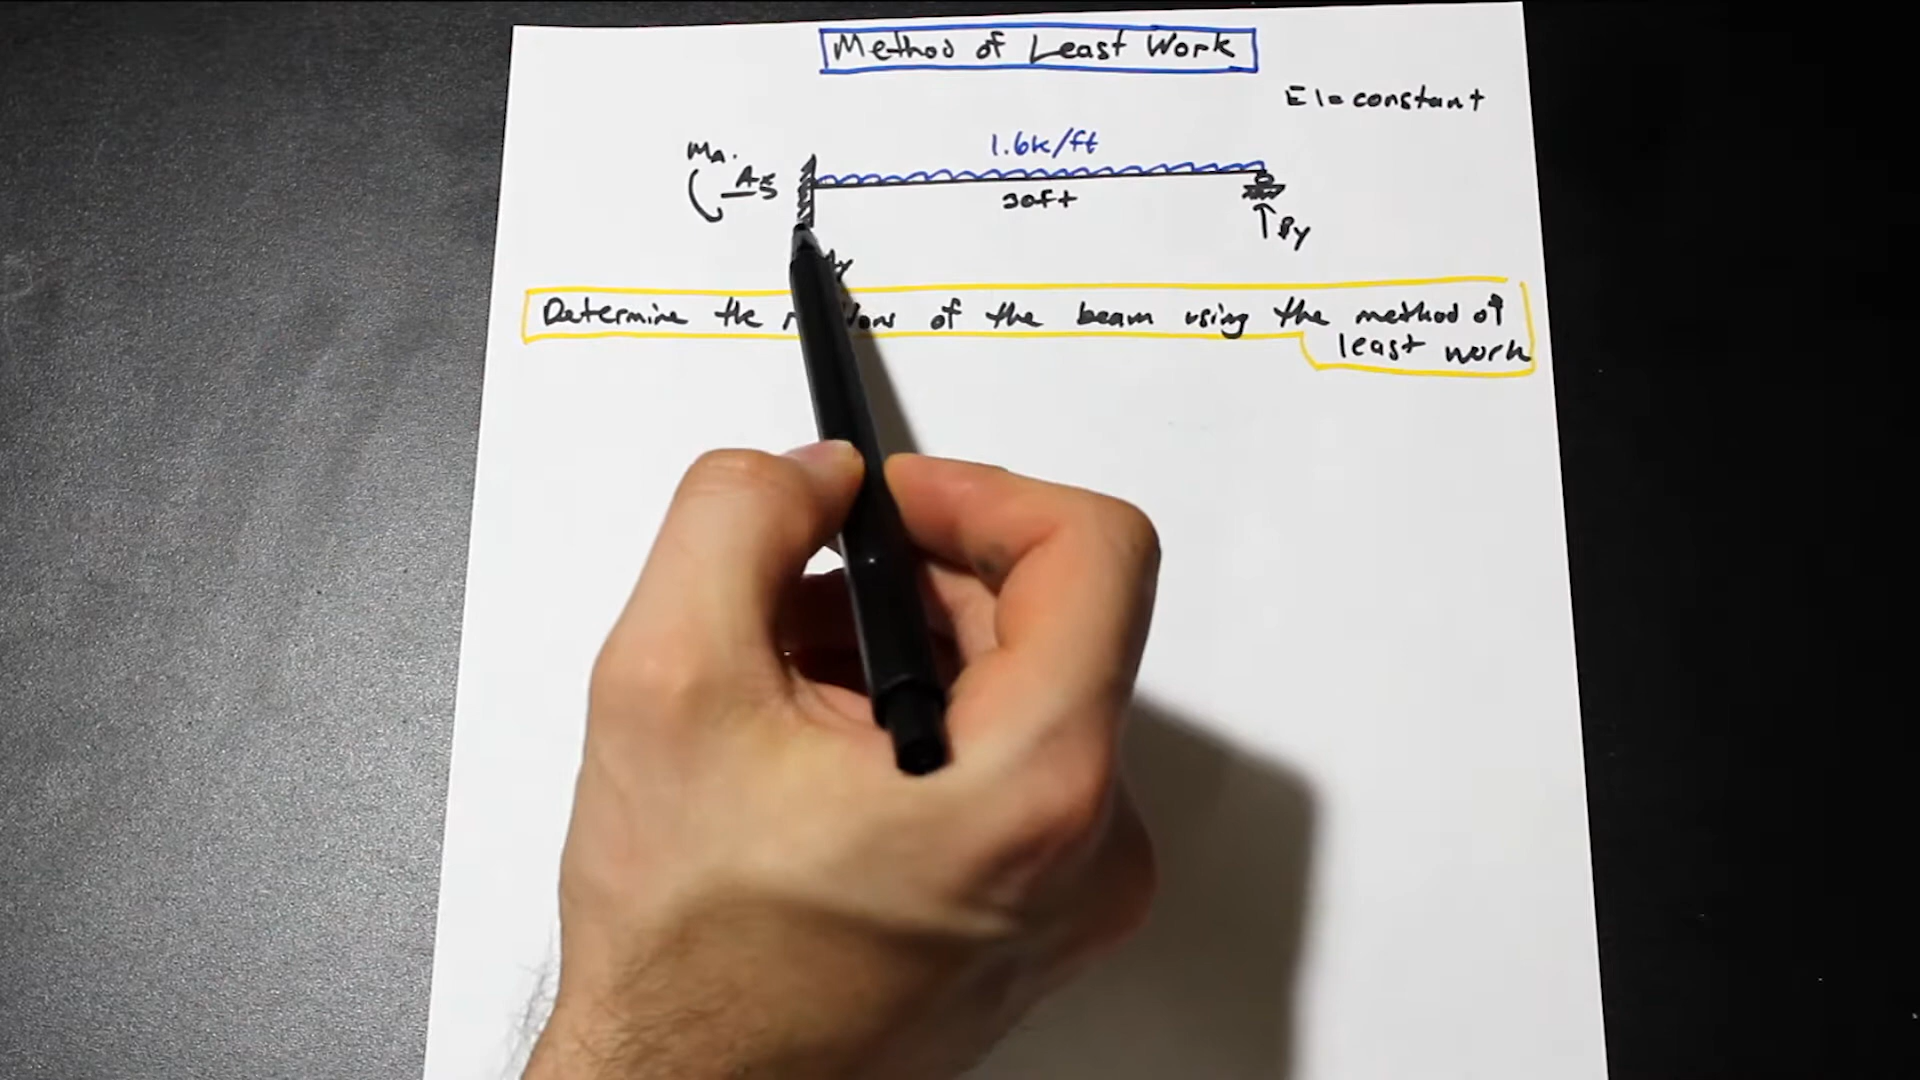 Method of Least Work
EI = constant
1.6k/ft
MA
Ax
30ft
By
Determine the of the beam using the method of
least work